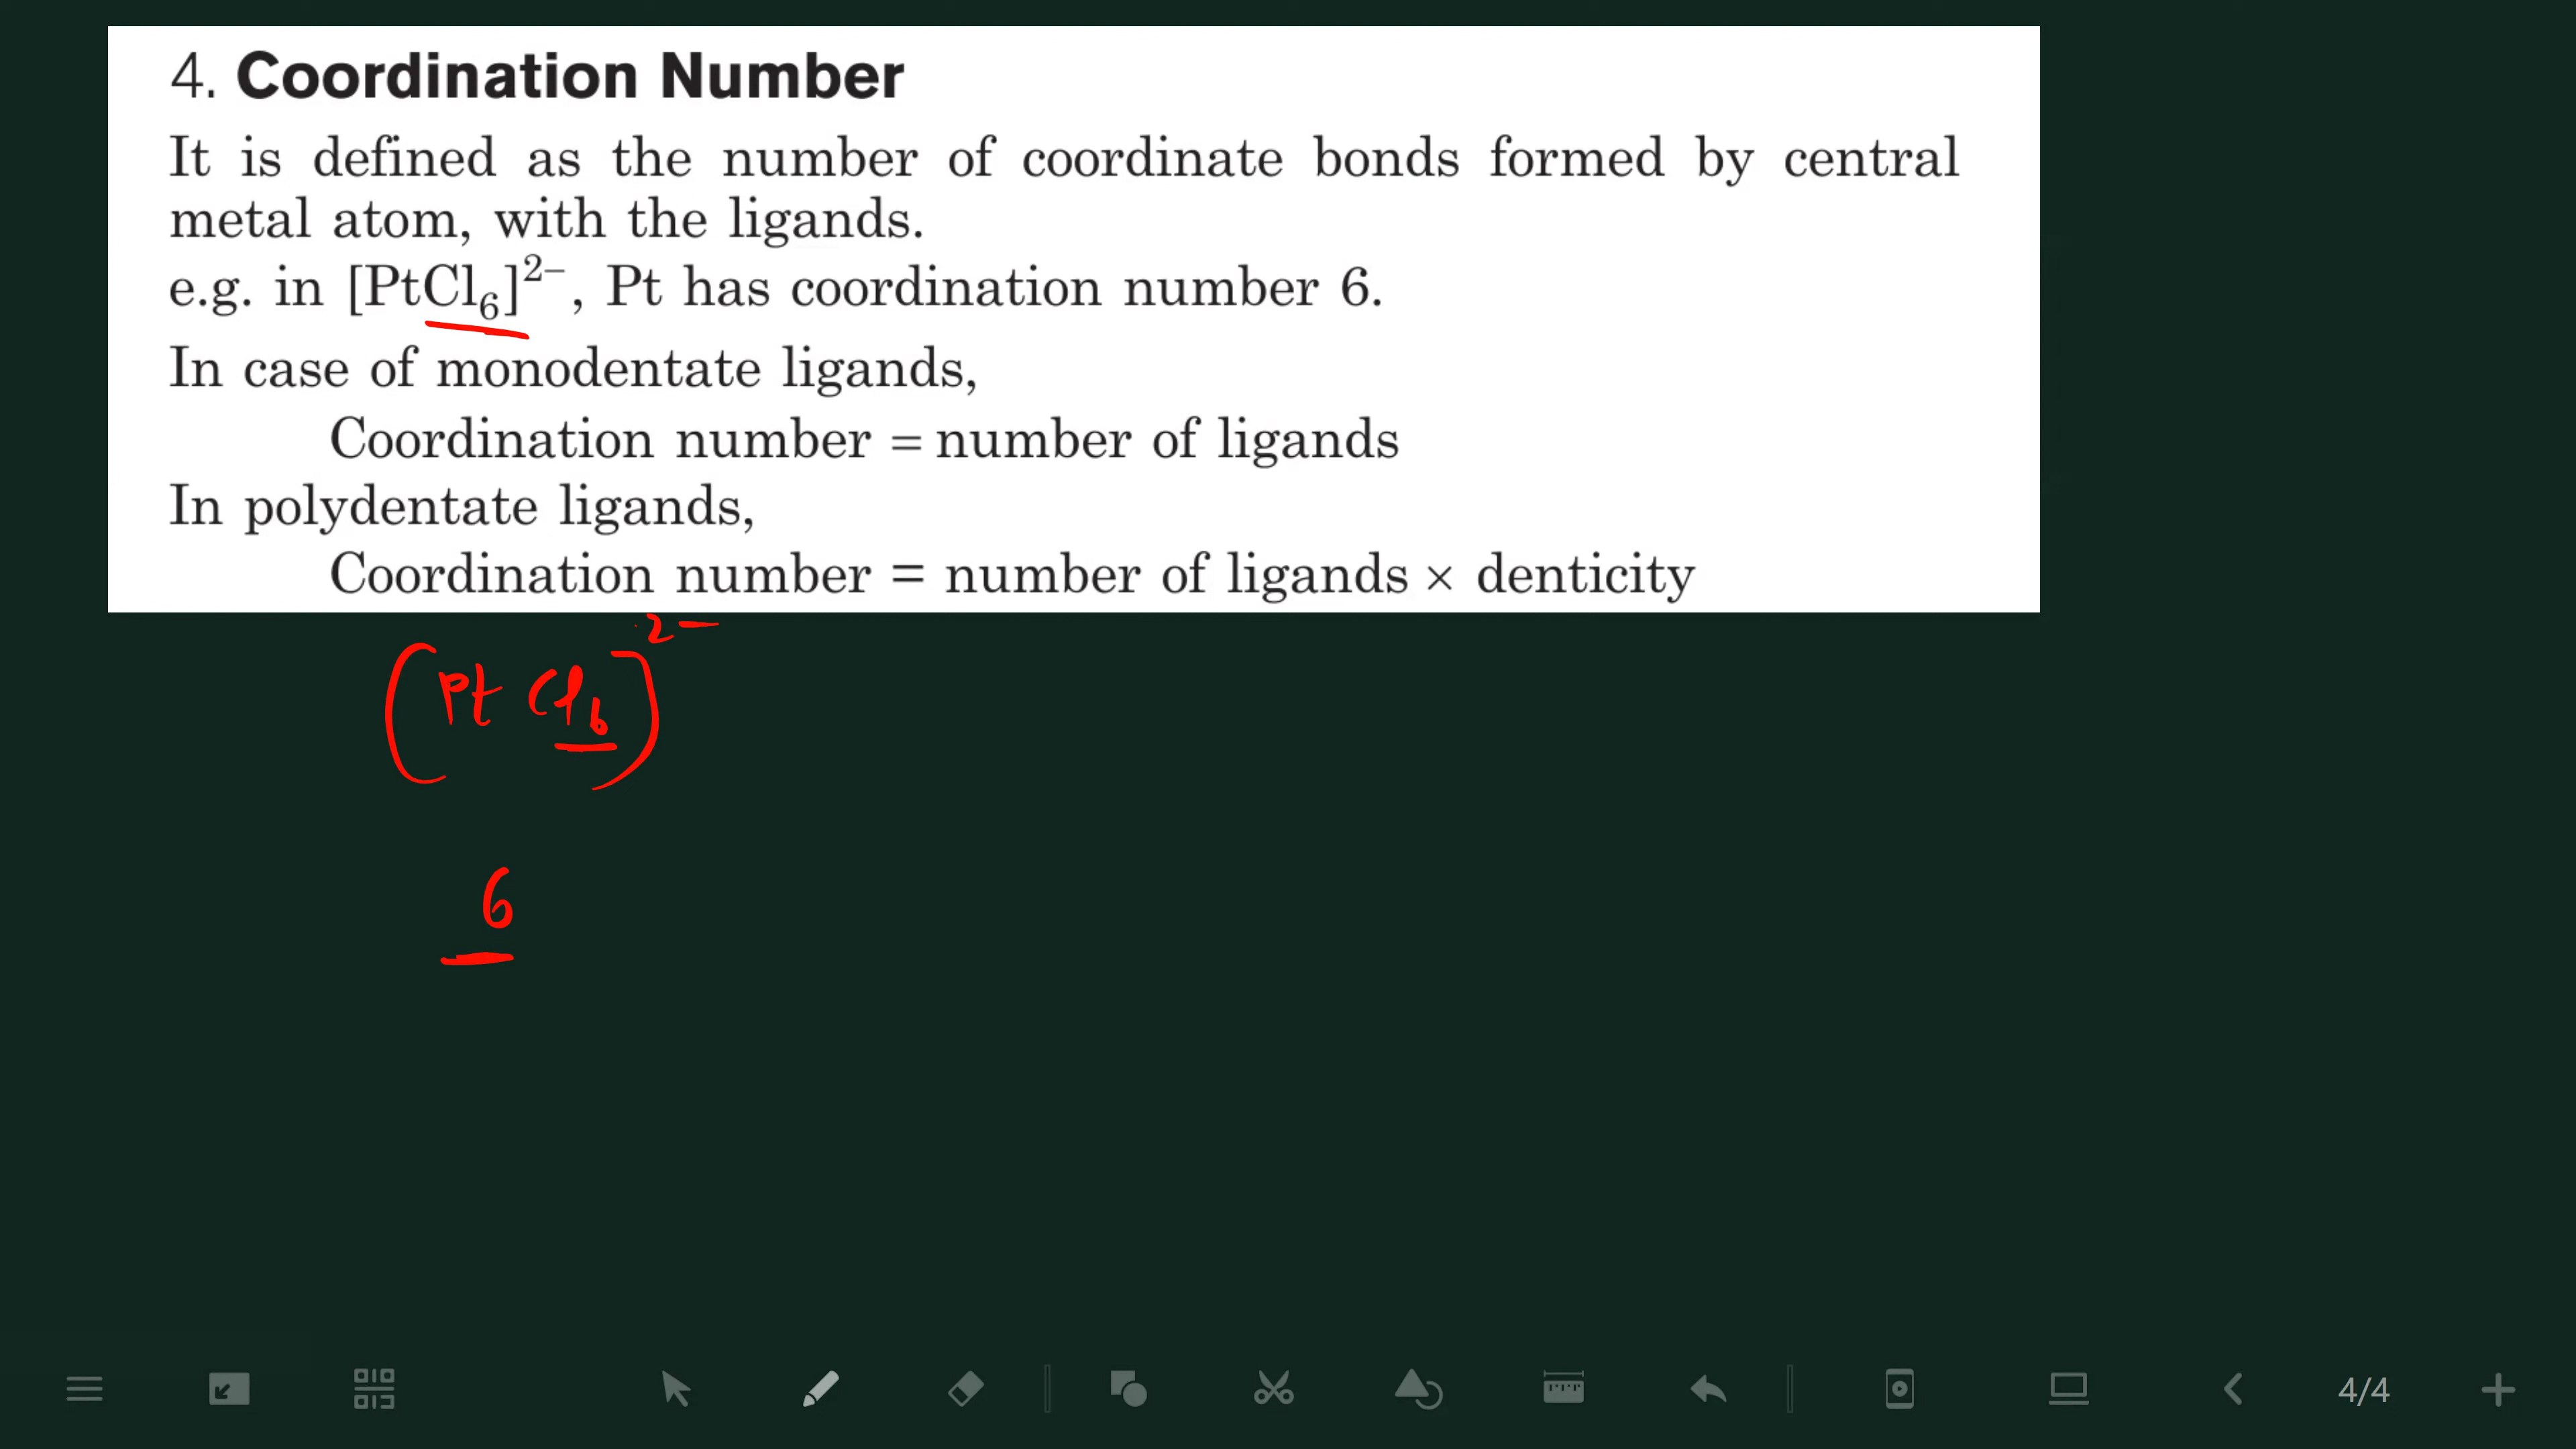 4. Coordination Number
It is defined as the number of coordinate bonds formed by central
metal atom, with the ligands.
e.g. in [PtCl₆]²⁻, Pt has coordination number 6.
In case of monodentate ligands,
Coordination number = number of ligands
In polydentate ligands,
Coordination number = number of ligands × denticity
(Pt Cl₆)²⁻
6
4/4